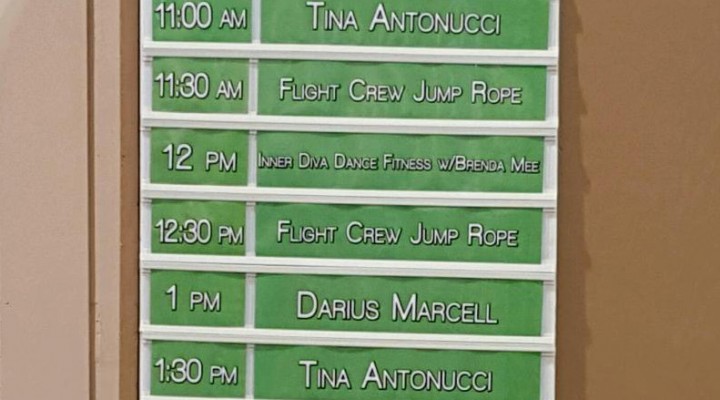 11:00 AM Tina Antonucci
11:30 AM Flight Crew Jump Rope
12 PM Inner Diva Dance Fitness w/Brenda Mee
12:30 PM Flight Crew Jump Rope
1 PM Darius Marcell
1:30 PM Tina Antonucci